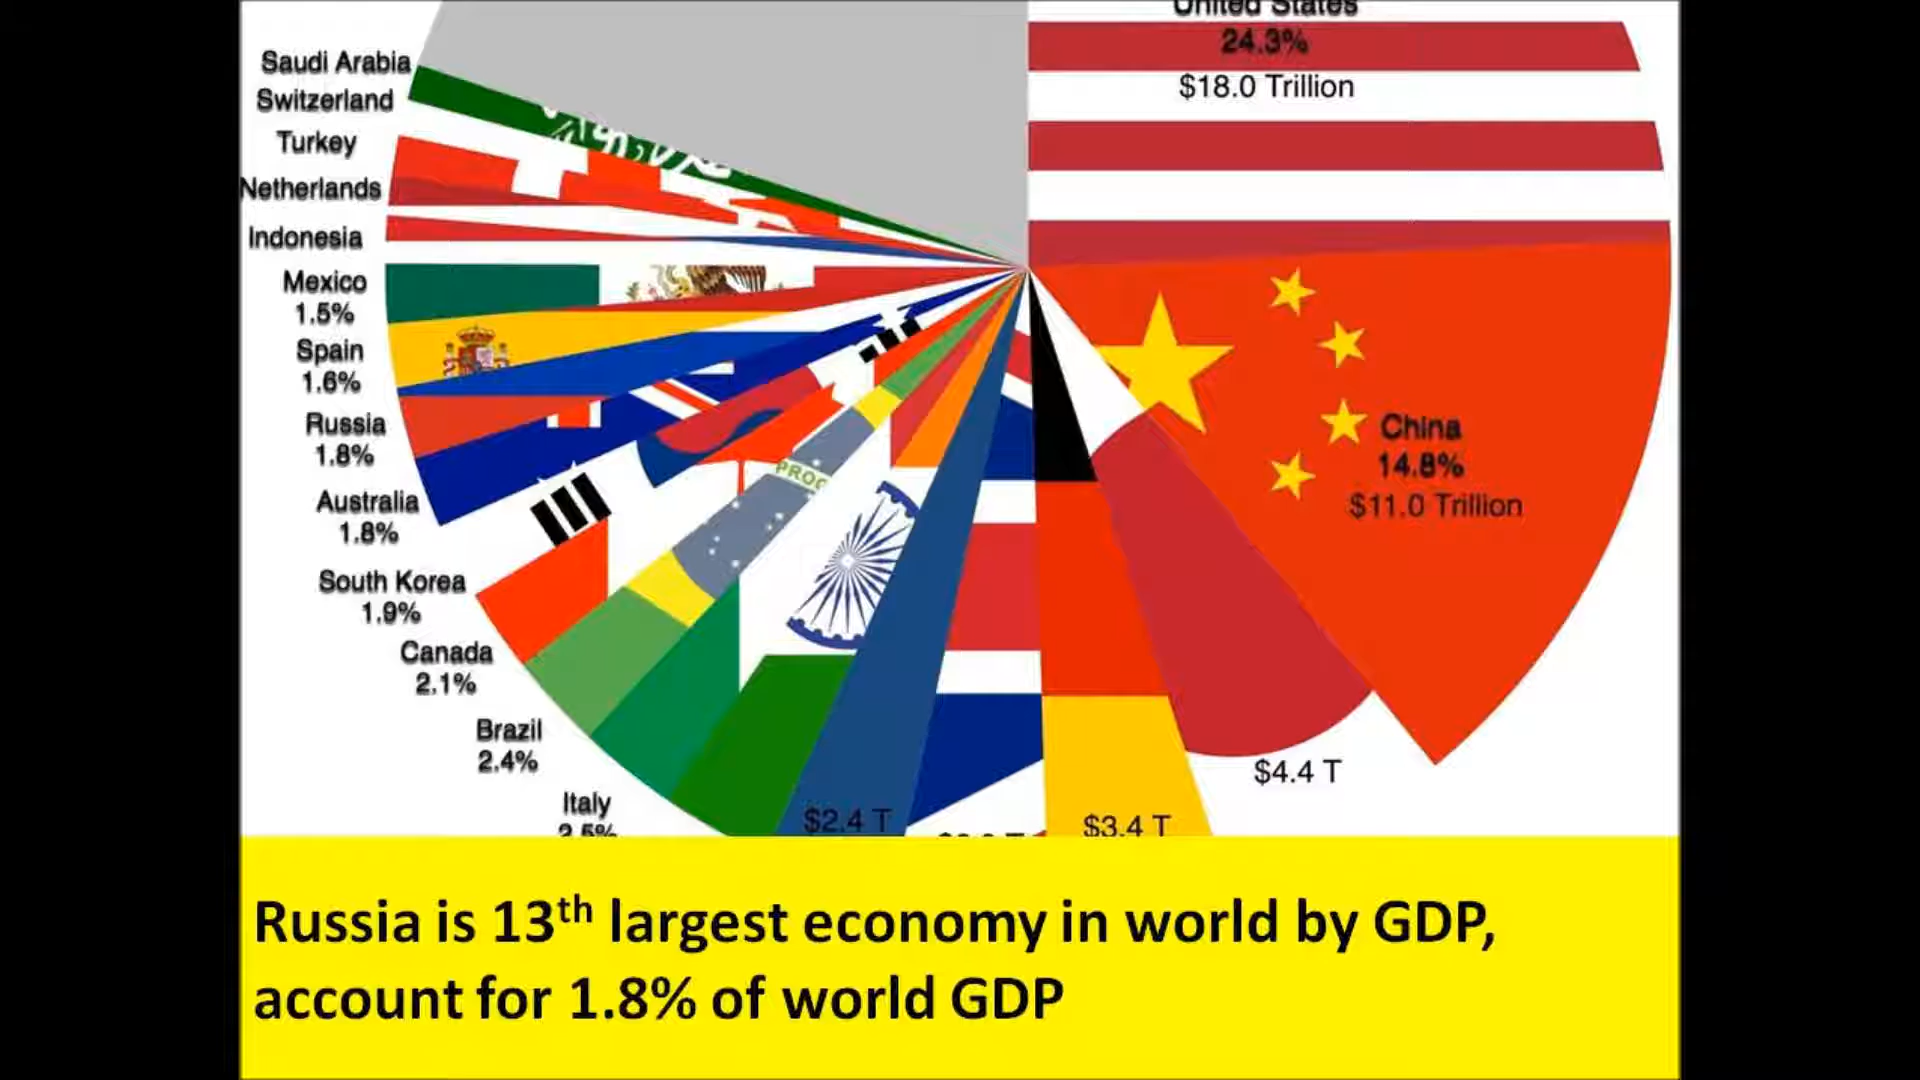 United States
24.3%
$18.0 Trillion
Saudi Arabia
Switzerland
Turkey
Netherlands
Indonesia
Mexico
1.5%
Spain
1.6%
Russia
1.8%
Australia
1.8%
South Korea
1.9%
Canada
2.1%
Brazil
2.4%
Italy
2.5%
PROG
China
14.8%
$11.0 Trillion
$4.4 T
$3.4 T
$2.4 T
Russia is 13th largest economy in world by GDP,
account for 1.8% of world GDP